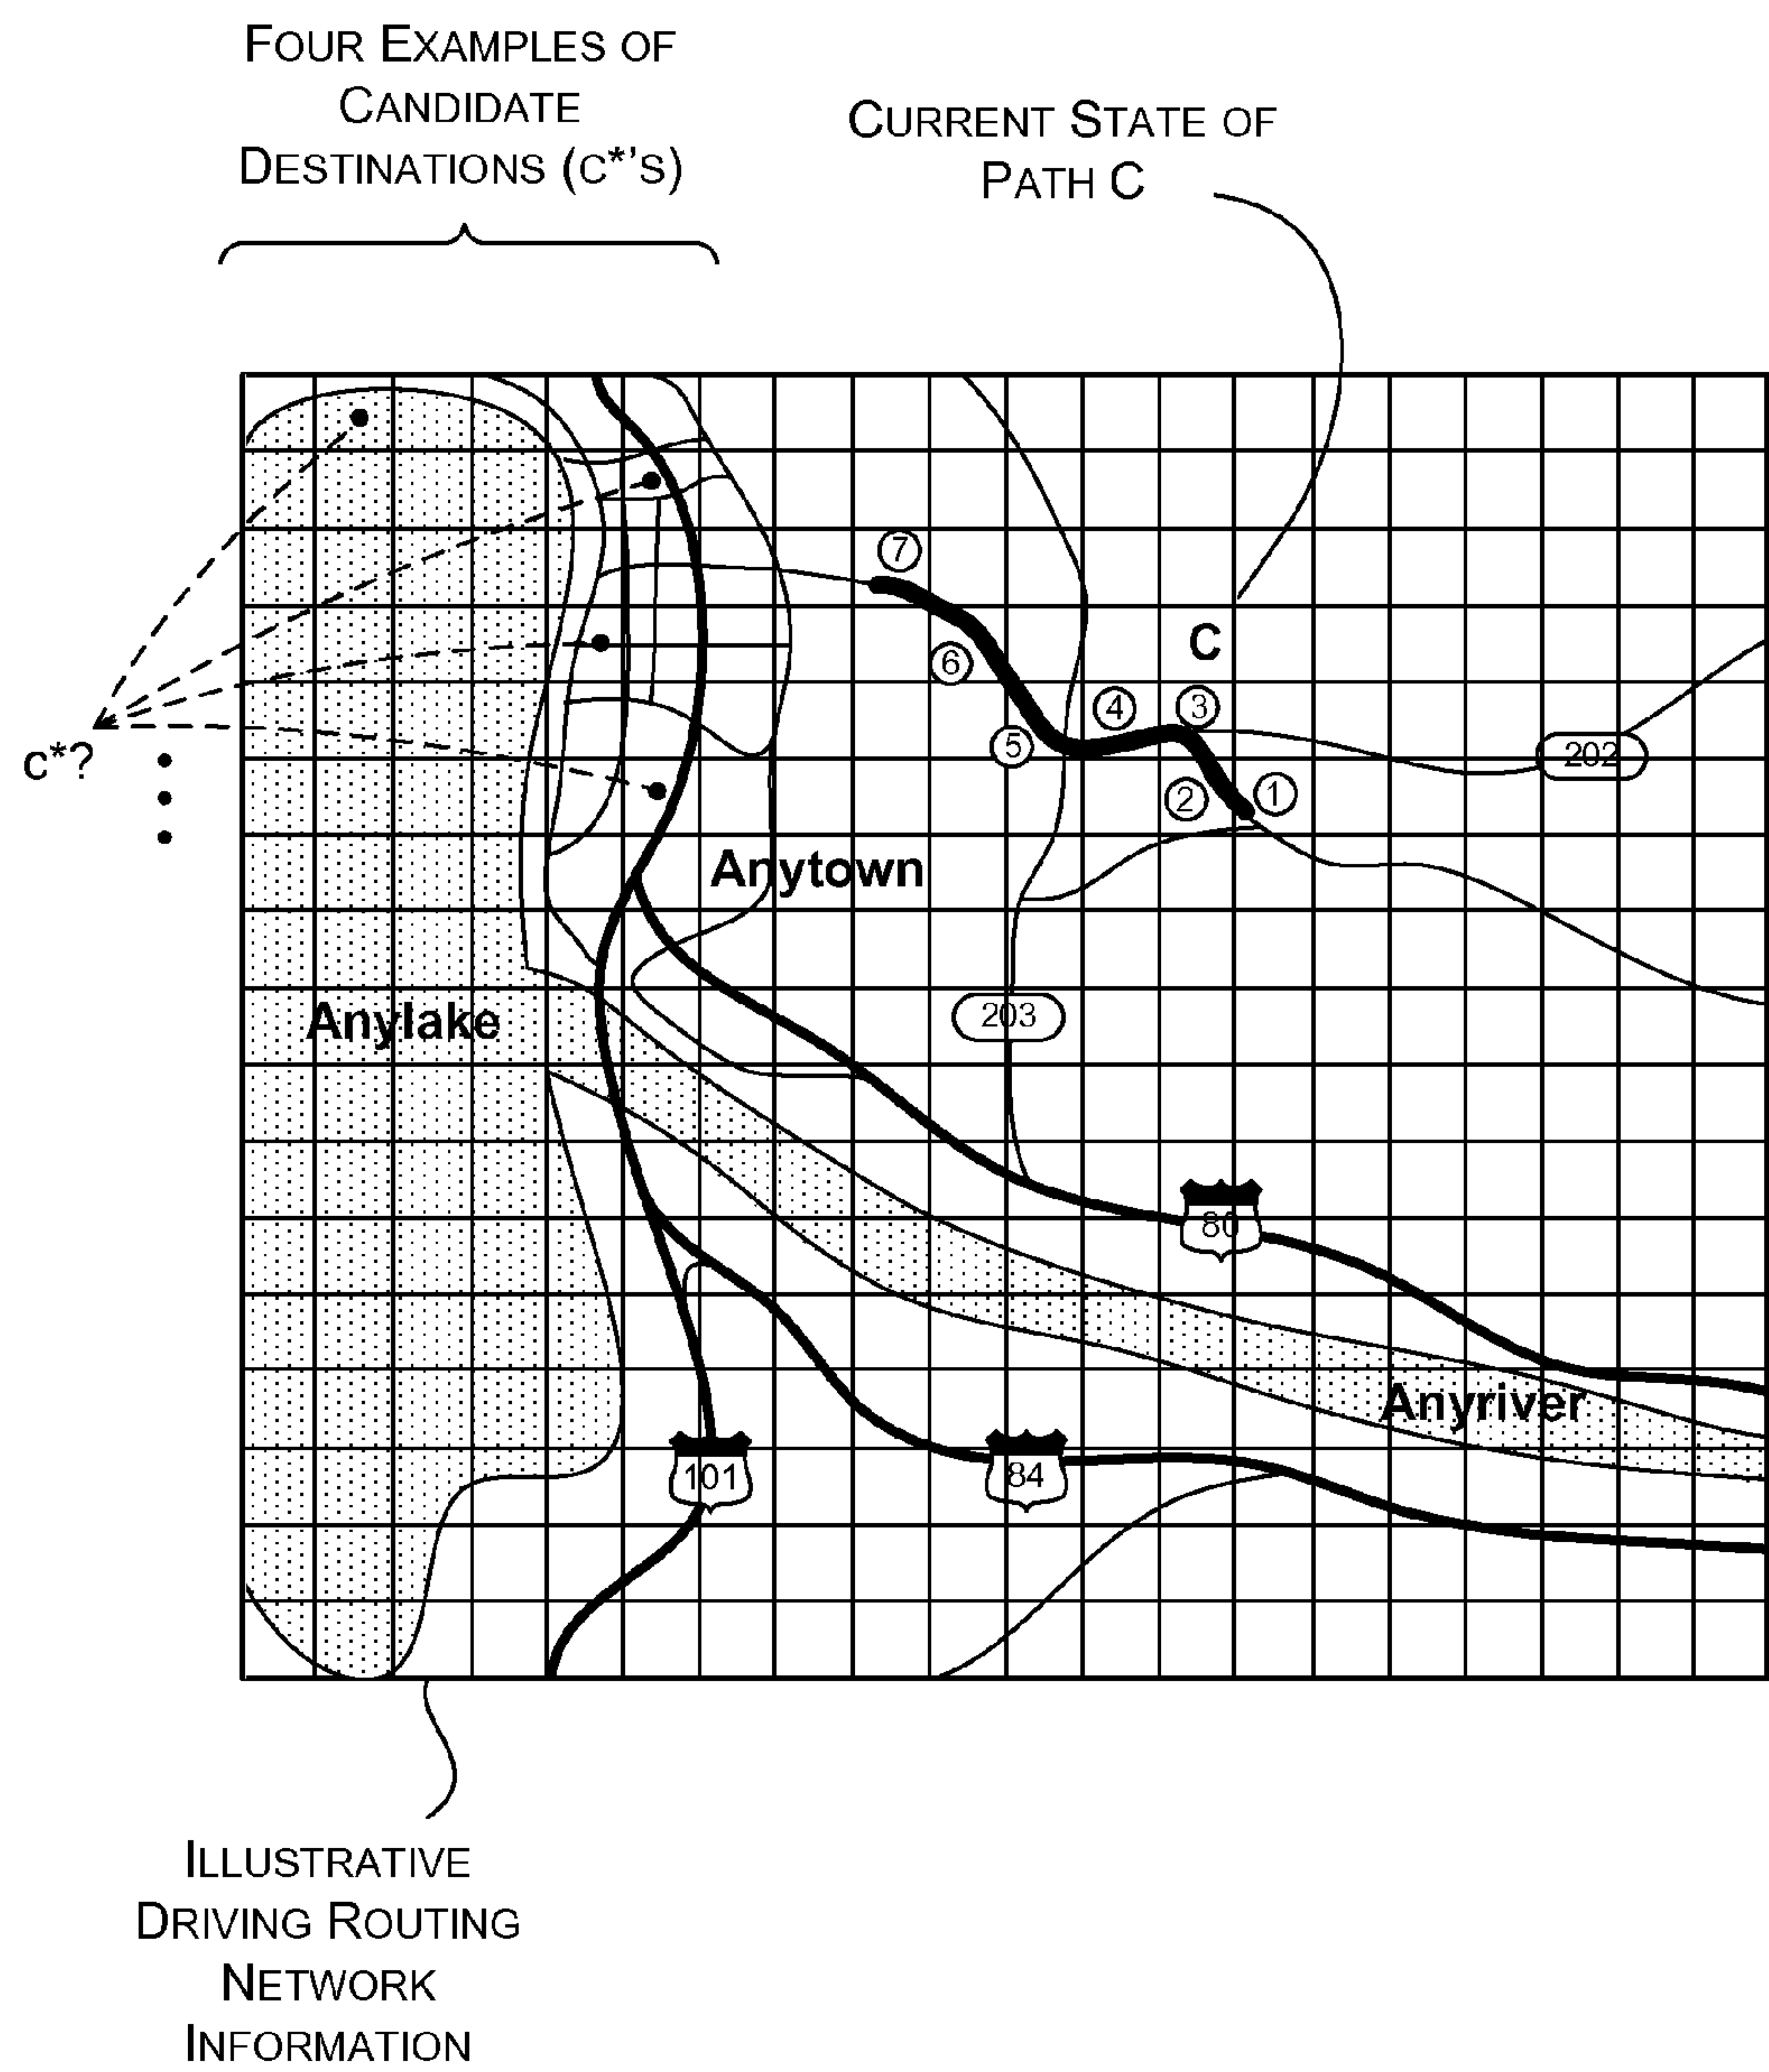 FOUR EXAMPLES OF
CANDIDATE
DESTINATIONS (C*'S)
CURRENT STATE OF
PATH C
7
C
6
4
3
5
202
c*?
2
1
Anytown
Anylake
203
80
Anyriver
101
84
ILLUSTRATIVE
DRIVING ROUTING
NETWORK
INFORMATION